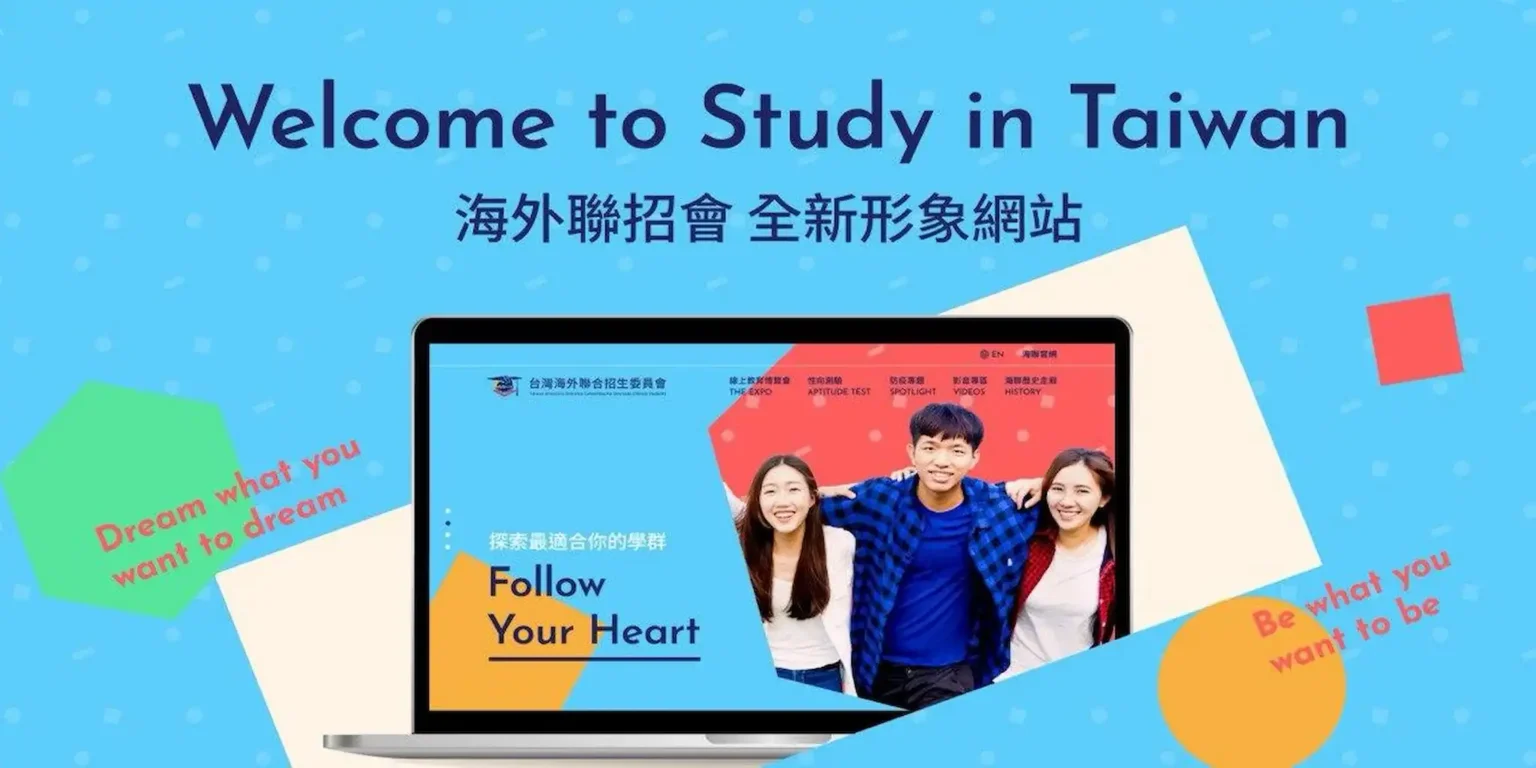 Welcome to Study in Taiwan
海外聯招會 全新形象網站
EN 海聯官網
台灣海外聯合招生委員會
線上教育博覽會 性向測驗 防疫專題 影音專區 海聯歷史走廊
THE EXPO APTITUDE TEST SPOTLIGHT VIDEOS HISTORY
探索最適合你的學群
Follow
Your Heart
Dream what you
want to dream
Be what you
want to be